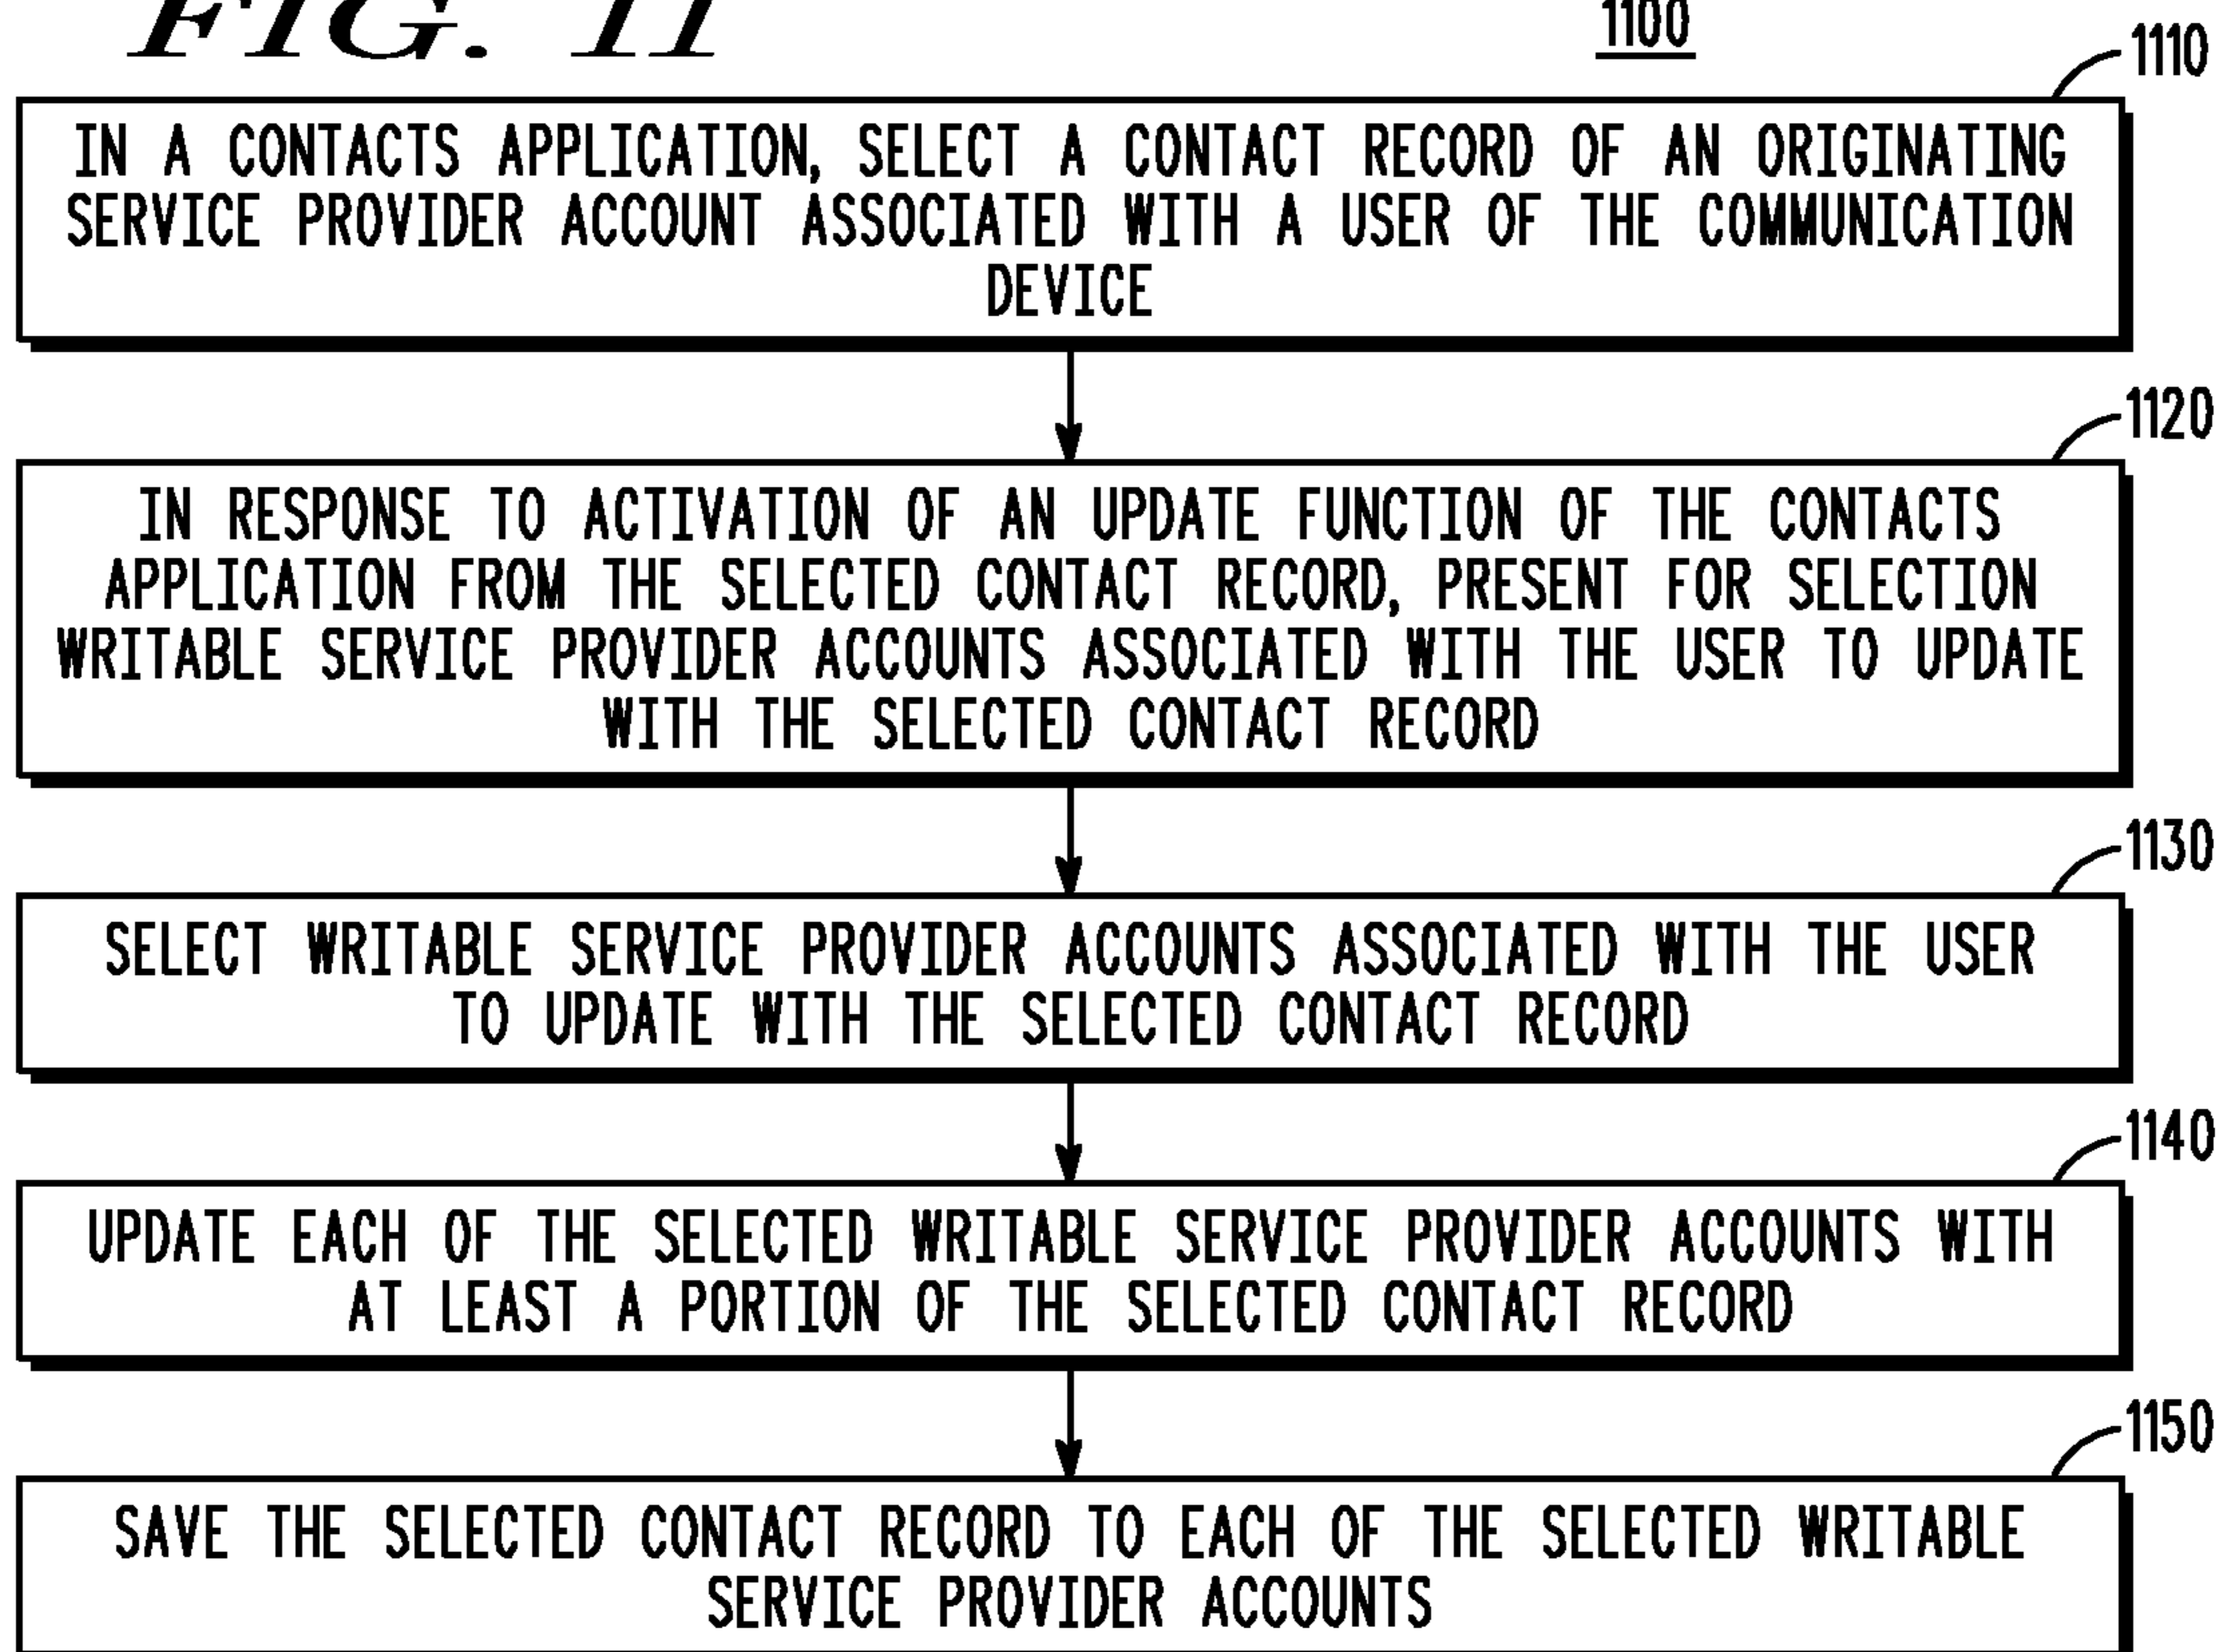 FIG. 11
1100
1110
IN A CONTACTS APPLICATION, SELECT A CONTACT RECORD OF AN ORIGINATING
SERVICE PROVIDER ACCOUNT ASSOCIATED WITH A USER OF THE COMMUNICATION
DEVICE
1120
IN RESPONSE TO ACTIVATION OF AN UPDATE FUNCTION OF THE CONTACTS
APPLICATION FROM THE SELECTED CONTACT RECORD, PRESENT FOR SELECTION
WRITABLE SERVICE PROVIDER ACCOUNTS ASSOCIATED WITH THE USER TO UPDATE
WITH THE SELECTED CONTACT RECORD
1130
SELECT WRITABLE SERVICE PROVIDER ACCOUNTS ASSOCIATED WITH THE USER
TO UPDATE WITH THE SELECTED CONTACT RECORD
1140
UPDATE EACH OF THE SELECTED WRITABLE SERVICE PROVIDER ACCOUNTS WITH
AT LEAST A PORTION OF THE SELECTED CONTACT RECORD
1150
SAVE THE SELECTED CONTACT RECORD TO EACH OF THE SELECTED WRITABLE
SERVICE PROVIDER ACCOUNTS